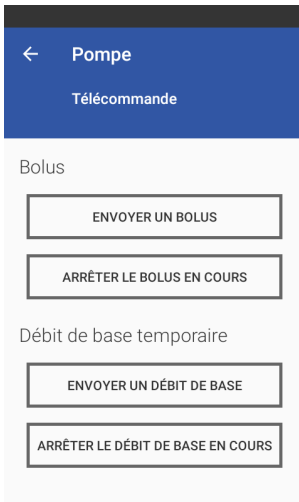 Pompe
Télécommande
Bolus
ENVOYER UN BOLUS
ARRÊTER LE BOLUS EN COURS
Débit de base temporaire
ENVOYER UN DÉBIT DE BASE
ARRÊTER LE DÉBIT DE BASE EN COURS